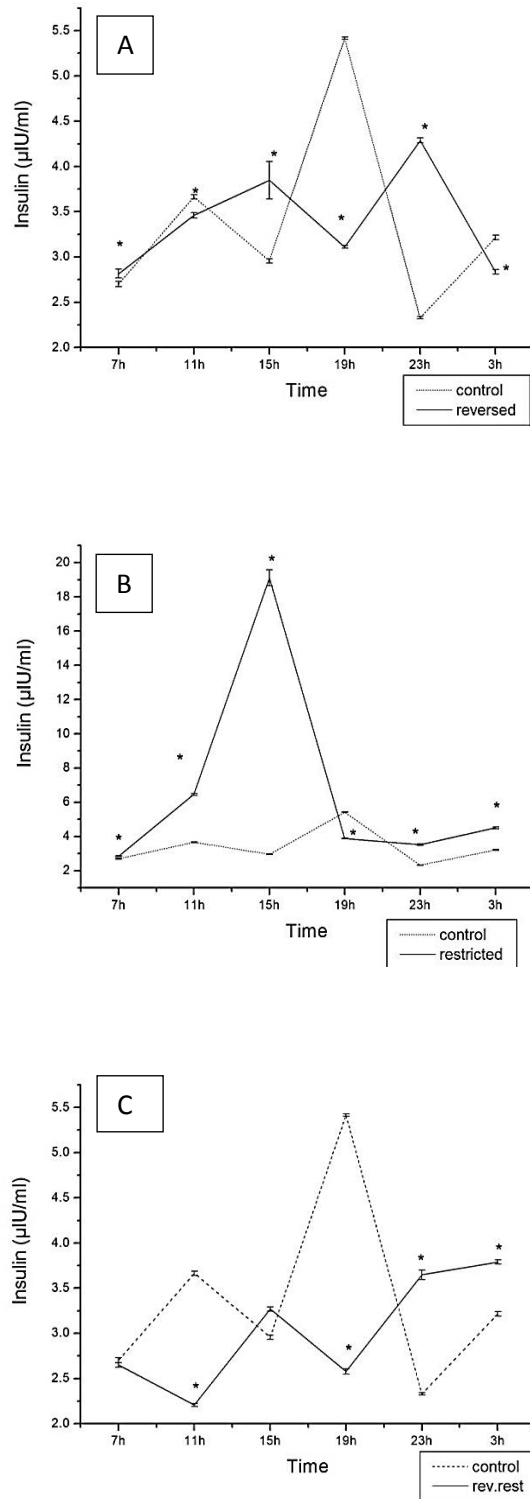 A
Insulin (µIU/ml)
5.5
5.0
4.5
4.0
3.5
3.0
2.5
2.0
*
*
*
*
*
*
7h
11h
15h
19h
23h
3h
Time
control
reversed
B
Insulin (µIU/ml)
20
18
16
14
12
10
8
6
4
2
*
*
*
*
*
*
7h
11h
15h
19h
23h
3h
Time
control
restricted
C
Insulin (µIU/ml)
5.5
5.0
4.5
4.0
3.5
3.0
2.5
2.0
*
*
*
*
7h
11h
15h
19h
23h
3h
Time
control
rev.rest